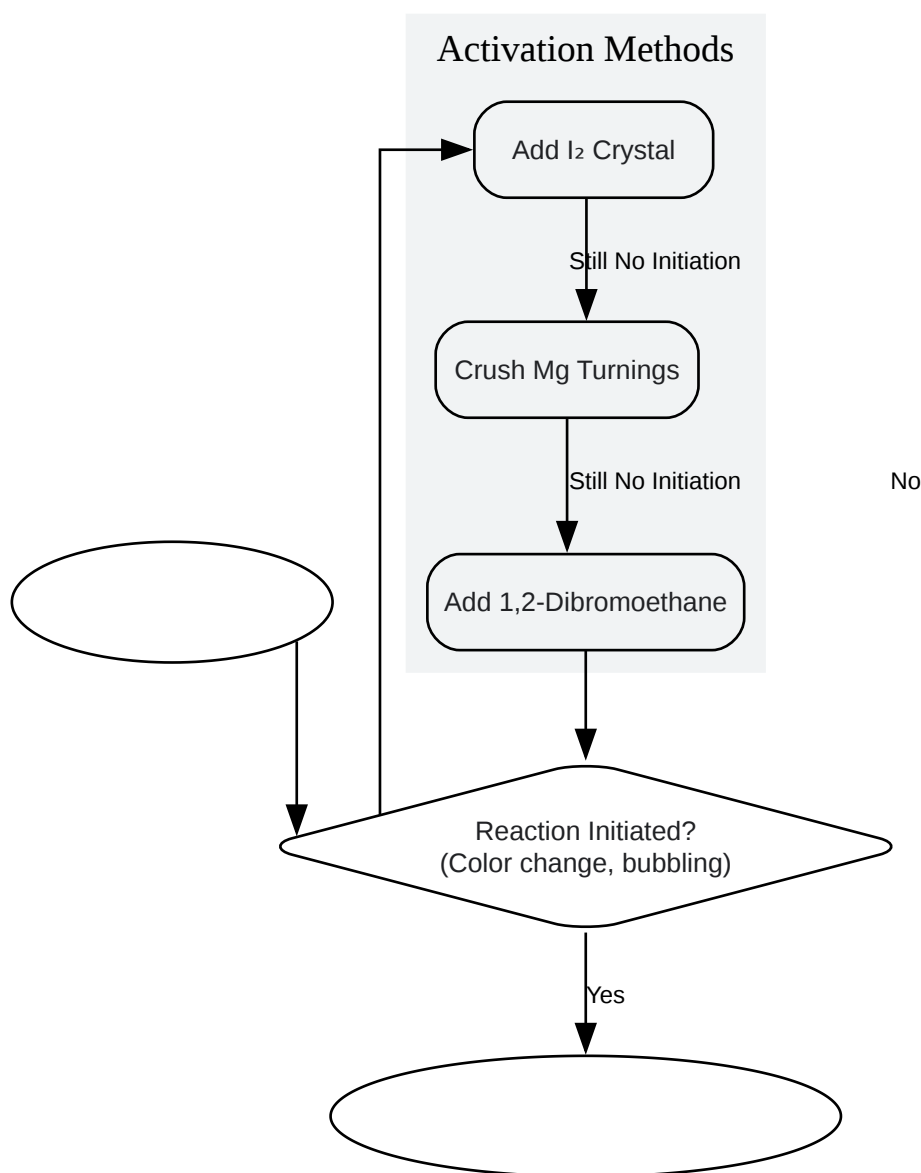 Activation Methods
Add I₂ Crystal
Still No Initiation
Crush Mg Turnings
Still No Initiation
No
Add 1,2-Dibromoethane
Reaction Initiated?
(Color change, bubbling)
Yes